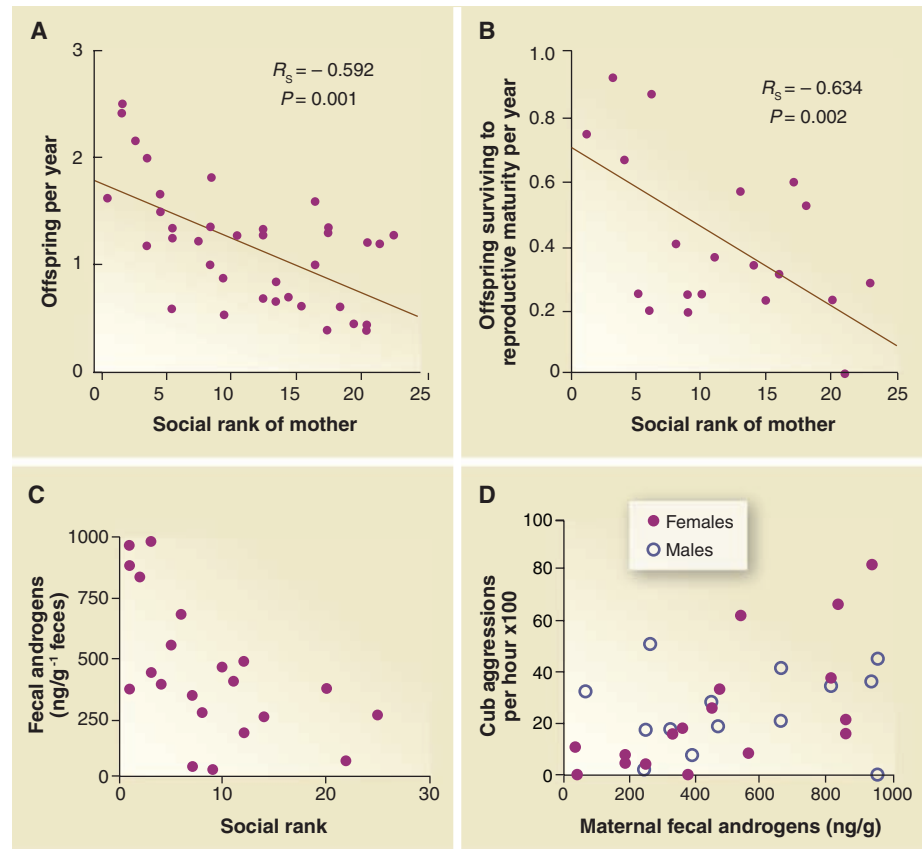 A
3
2
1
0
Offspring per year
R_S = – 0.592
P = 0.001
0 5 10 15 20 25
Social rank of mother
B
1.0
0.8
0.6
0.4
0.2
0
Offspring surviving to
reproductive maturity per year
R_S = – 0.634
P = 0.002
0 5 10 15 20 25
Social rank of mother
C
1000
750
500
250
0
Fecal androgens
(ng/g⁻¹ feces)
0 10 20 30
Social rank
D
100
80
60
40
20
0
Cub aggressions
per hour x100
Females
Males
0 200 400 600 800 1000
Maternal fecal androgens (ng/g)